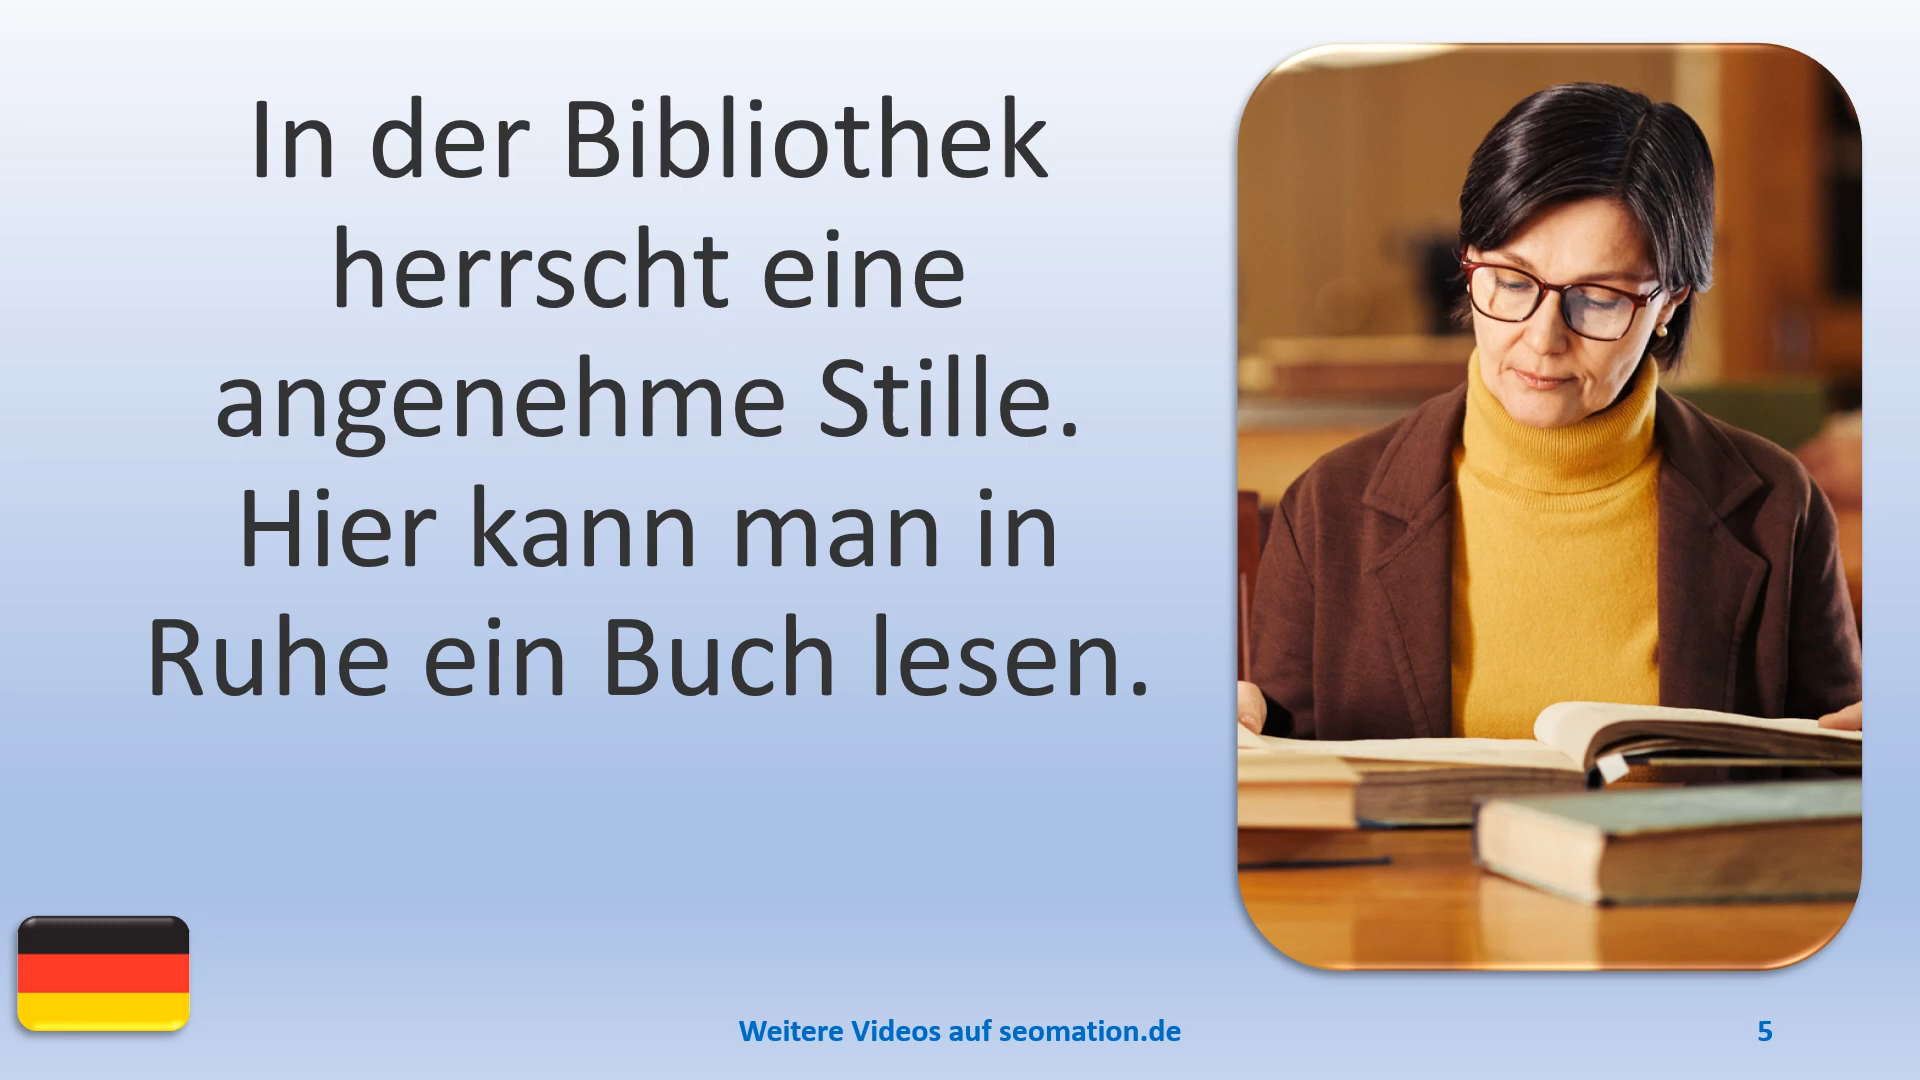 In der Bibliothek
herrscht eine
angenehme Stille.
Hier kann man in
Ruhe ein Buch lesen.
Weitere Videos auf seomation.de
5